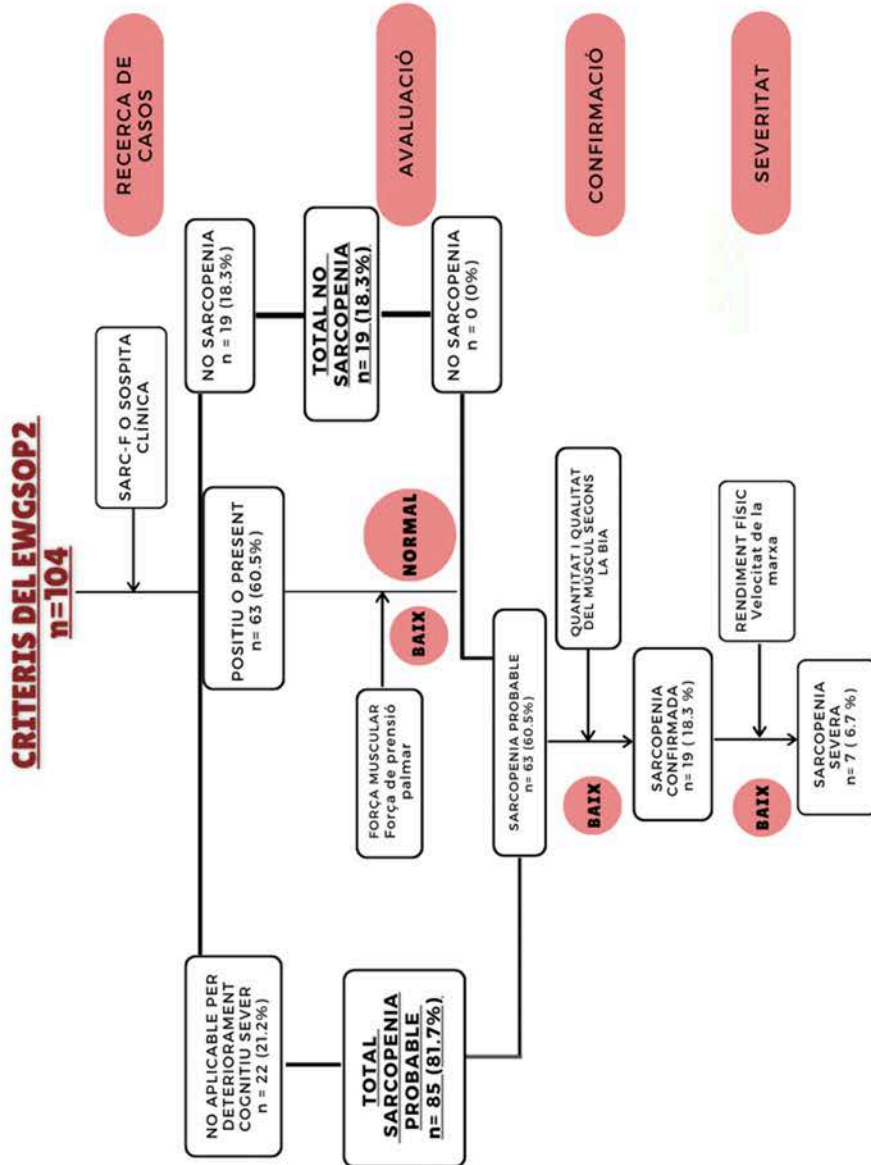 CRITERIS DEL EWGSOP2
n=104
SARC-F O SOSPITA
CLÍNICA
RECERCA DE
CASOS
NO APLICABLE PER
DETERIORAMENT
COGNITIU SEVER
n = 22 (21.2%)
POSITIU O PRESENT
n= 63 (60.5%)
NO SARCOPENIA
n= 19 (18.3%)
TOTAL
SARCOPENIA
PROBABLE
n= 85 (81.7%)
FORÇA MUSCULAR
Força de prensió
palmar
BAIX
NORMAL
TOTAL NO
SARCOPENIA
n= 19 (18.3%)
AVALUACIÓ
SARCOPENIA PROBABLE
n= 63 (60.5%)
NO SARCOPENIA
n = 0 (0%)
BAIX
QUANTITAT I QUALITAT
DEL MÚSCUL SEGONS
LA BIA
CONFIRMACIÓ
SARCOPENIA
CONFIRMADA
n= 19 ( 18.3 %)
BAIX
RENDIMENT FÍSIC
Velocitat de la
marxa
SEVERITAT
SARCOPENIA
SEVERA
n= 7 ( 6.7 %)